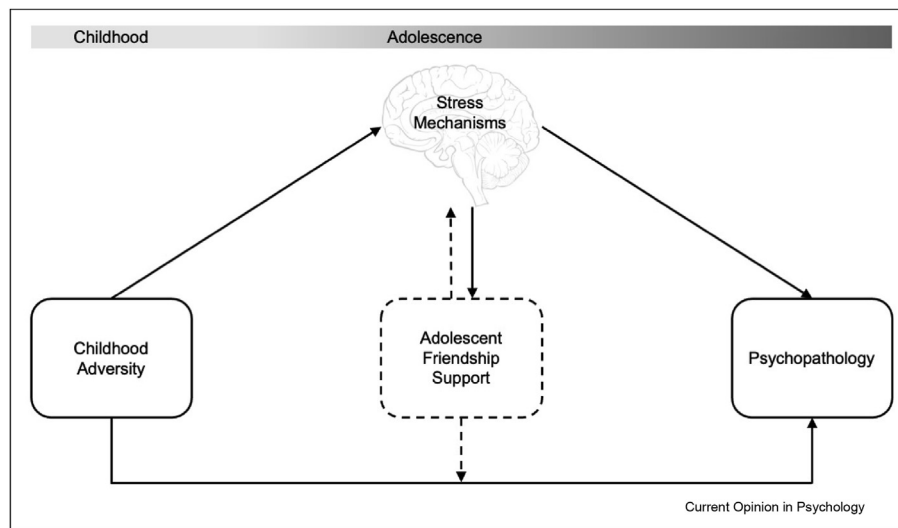 Childhood
Adolescence
Stress
Mechanisms
Childhood
Adversity
Adolescent
Friendship
Support
Psychopathology
Current Opinion in Psychology